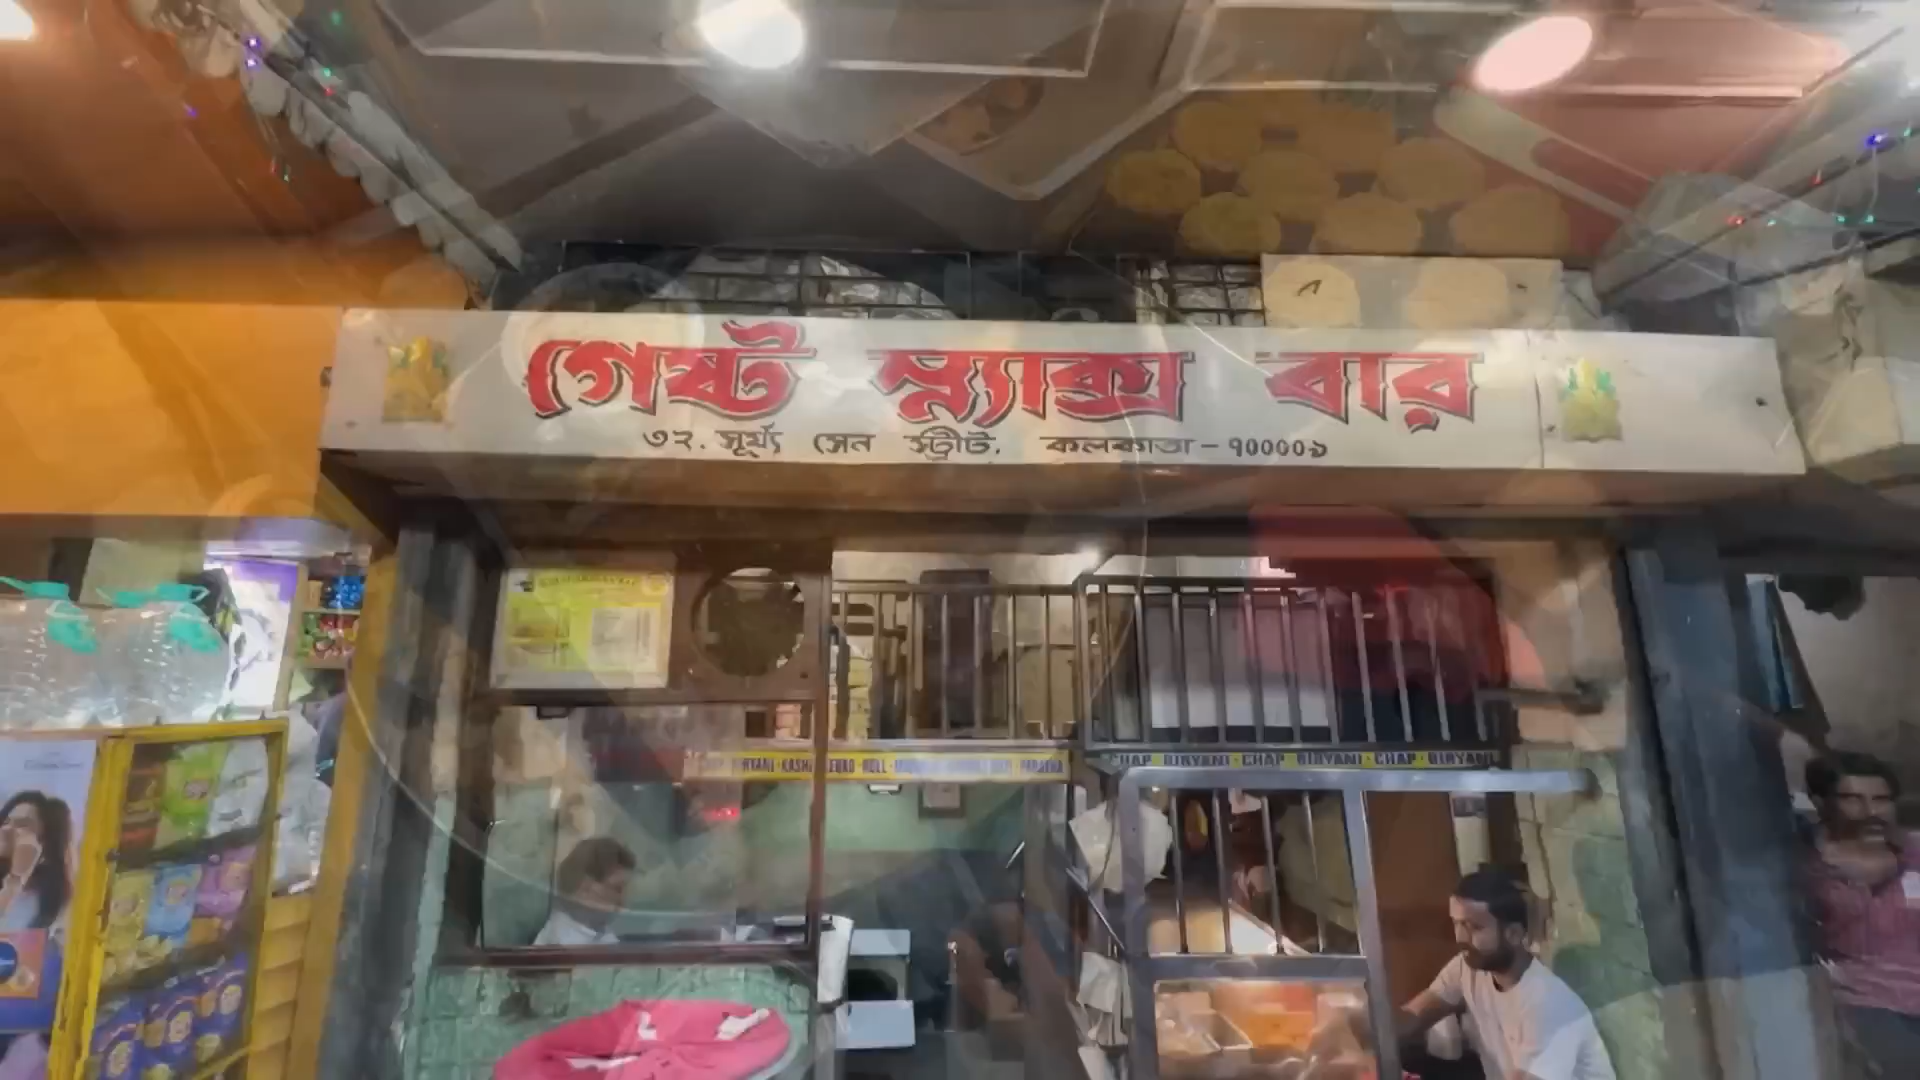 গেষ্ট স্ন্যাক্স বার
৩২. সূর্য্য সেন স্ট্রীট. কলকাতা - ৭০০০০৯
CHAP BIRYANI · CHAP BIRYANI · CHAP · BIRYANI